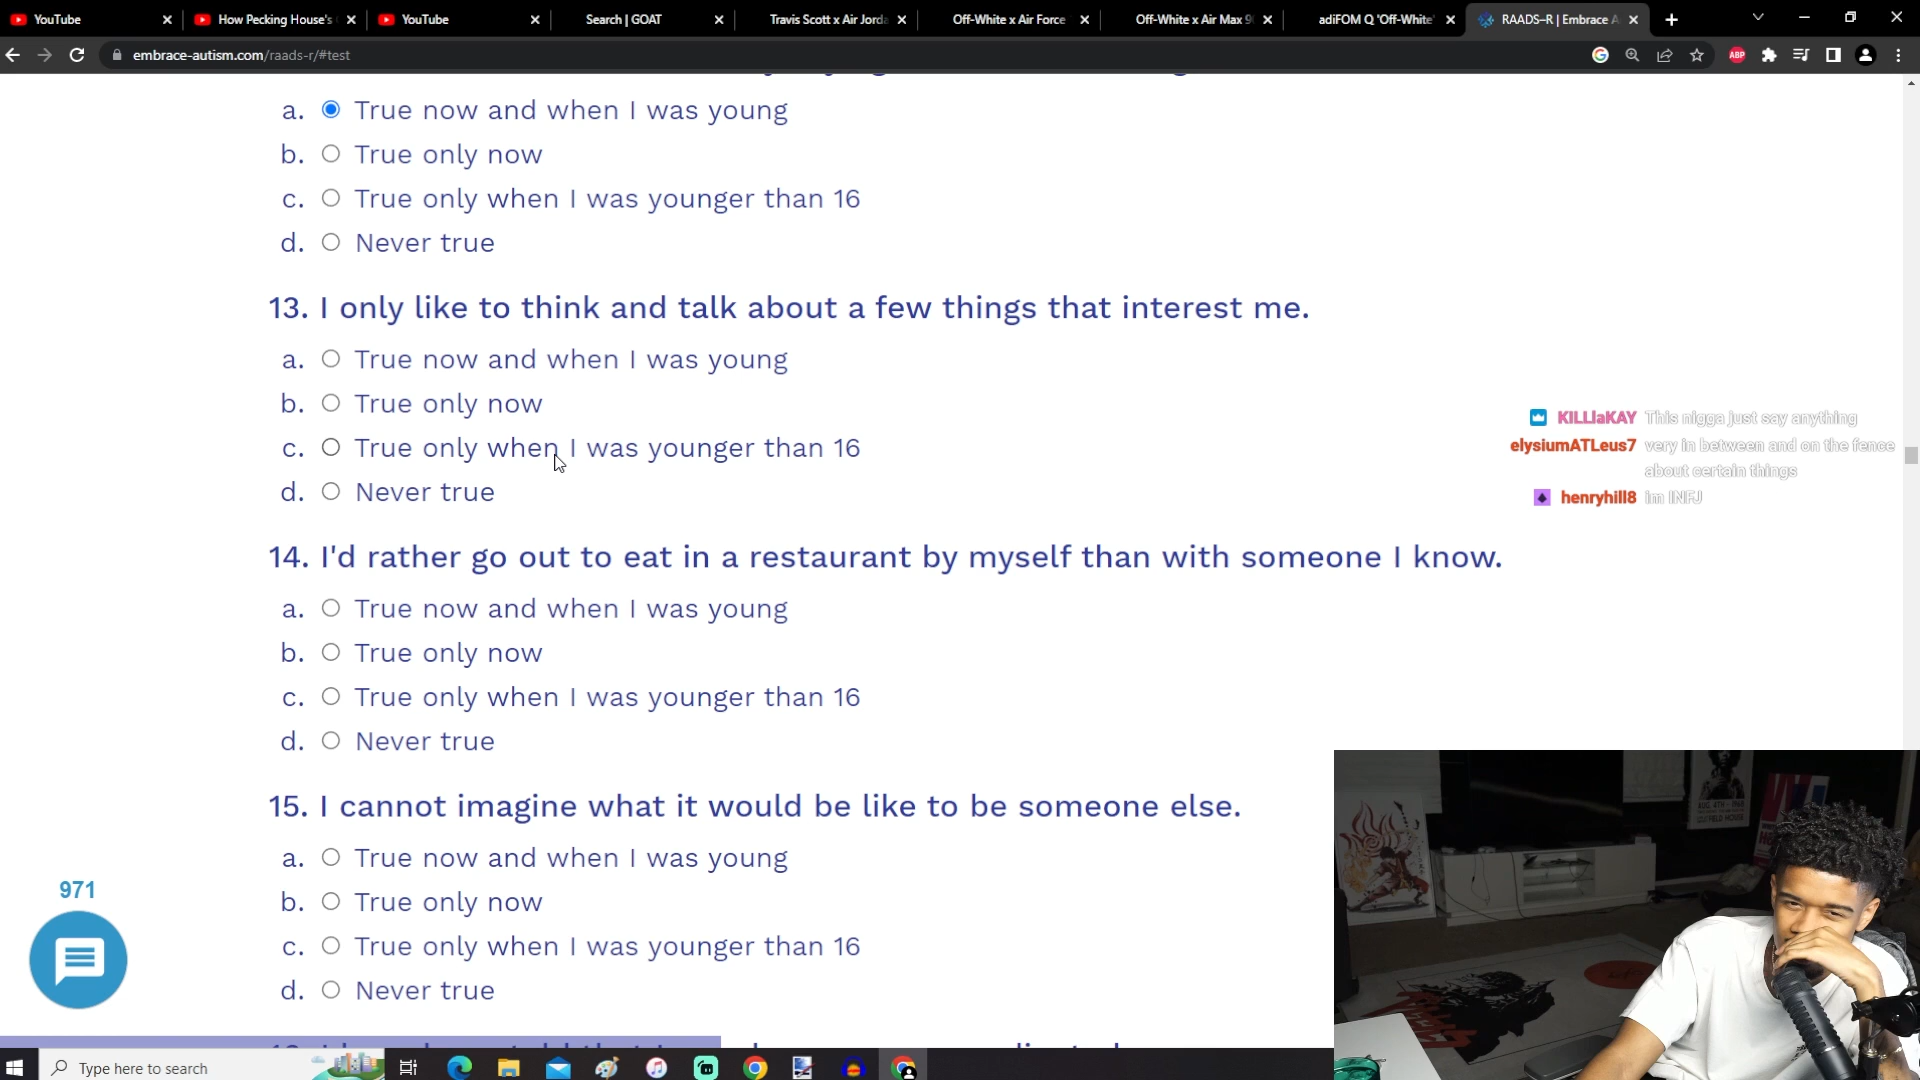 YouTube
How Pecking House's
YouTube
Search | GOAT
Travis Scott x Air Jorda
Off-White x Air Force
Off-White x Air Max 9
adiFOM Q 'Off-White'
RAADS–R | Embrace A
embrace-autism.com/raads-r/#test
ABP
a. True now and when I was young
b. True only now
c. True only when I was younger than 16
d. Never true
13. I only like to think and talk about a few things that interest me.
a. True now and when I was young
b. True only now
c. True only when I was younger than 16
d. Never true
KILLlaKAY This nigga just say anything
elysiumATLeus7 very in between and on the fence
about certain things
henryhill8 im INFJ
14. I'd rather go out to eat in a restaurant by myself than with someone I know.
a. True now and when I was young
b. True only now
c. True only when I was younger than 16
d. Never true
15. I cannot imagine what it would be like to be someone else.
a. True now and when I was young
b. True only now
c. True only when I was younger than 16
d. Never true
971
Type here to search